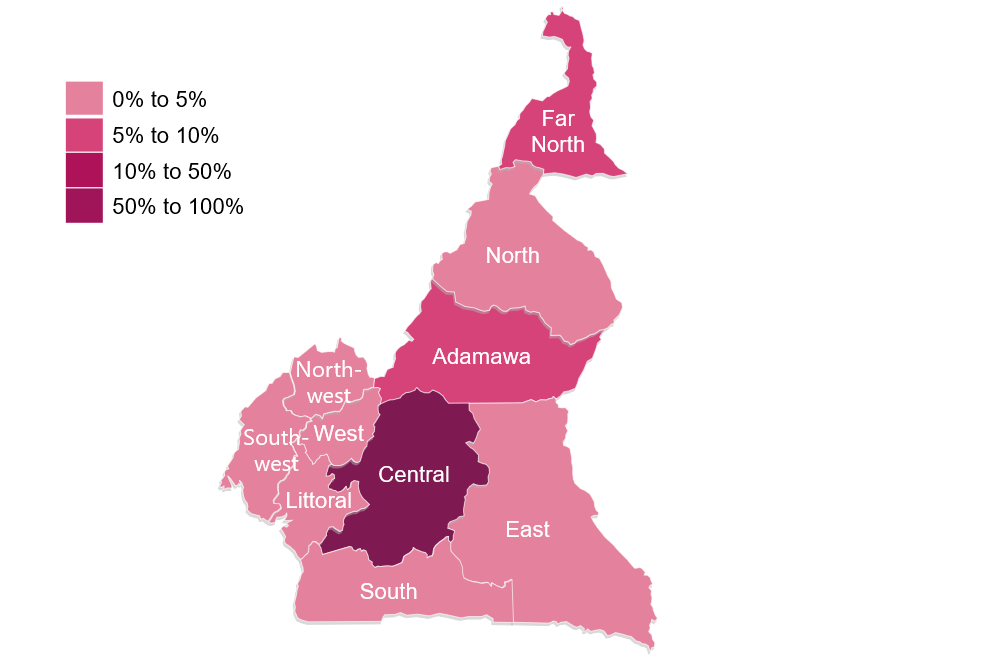 0% to 5%
5% to 10%
10% to 50%
50% to 100%
Far
North
North
Adamawa
North-
west
West
South-
west
Central
Littoral
East
South